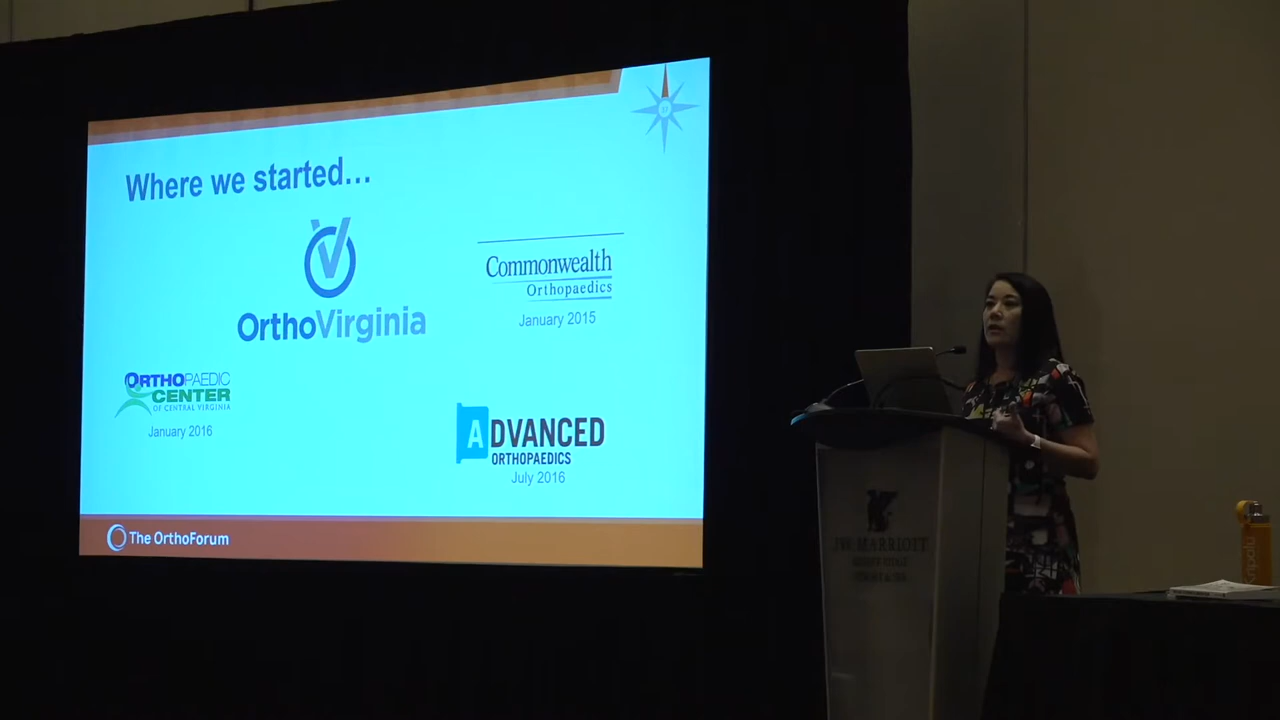 Where we started...
OrthoVirginia
Commonwealth
Orthopaedics
January 2015
ORTHOPAEDIC
CENTER
OF CENTRAL VIRGINIA
January 2016
ADVANCED
ORTHOPAEDICS
July 2016
The OrthoForum
JW MARRIOTT
Kripalu